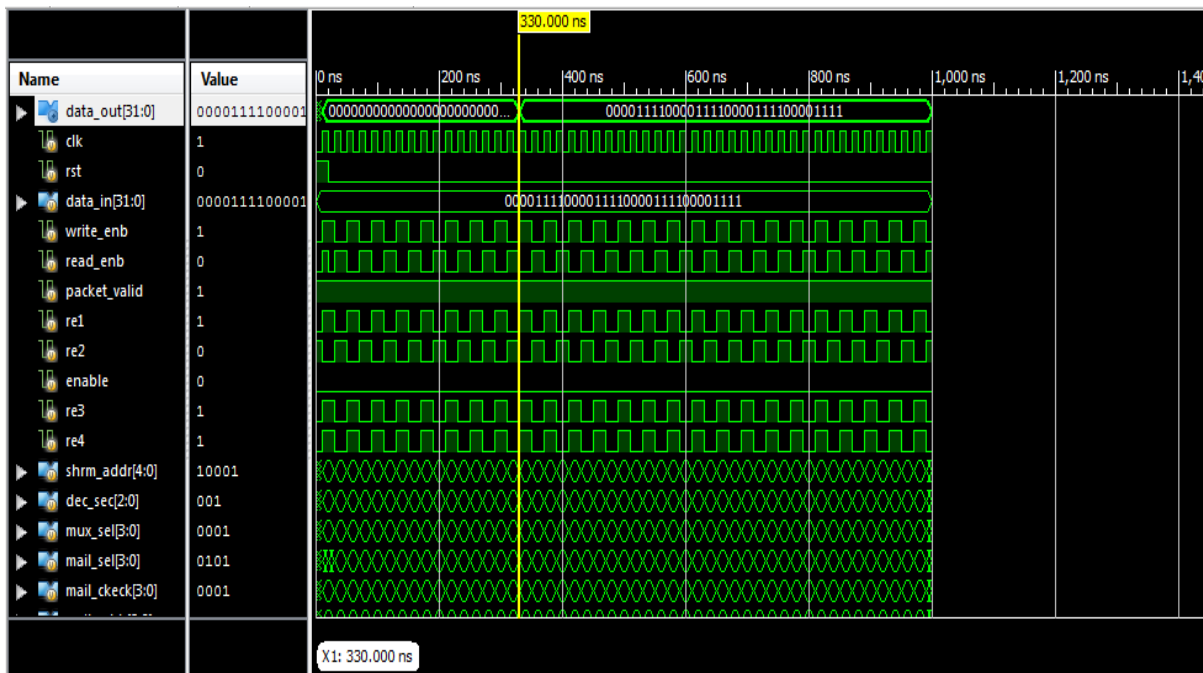 330.000 ns
Name Value 0 ns 200 ns 400 ns 600 ns 800 ns 1,000 ns 1,200 ns
data_out[31:0] 0000111100001 00000000000000000000000... 00001111000011110000111100001111
clk 1
rst 0
data_in[31:0] 0000111100001 00001111000011110000111100001111
write_enb 1
read_enb 0
packet_valid 1
re1 1
re2 0
enable 0
re3 1
re4 1
shrm_addr[4:0] 10001
dec_sec[2:0] 001
mux_sel[3:0] 0001
mail_sel[3:0] 0101
mail_ckeck[3:0] 0001
X1: 330.000 ns